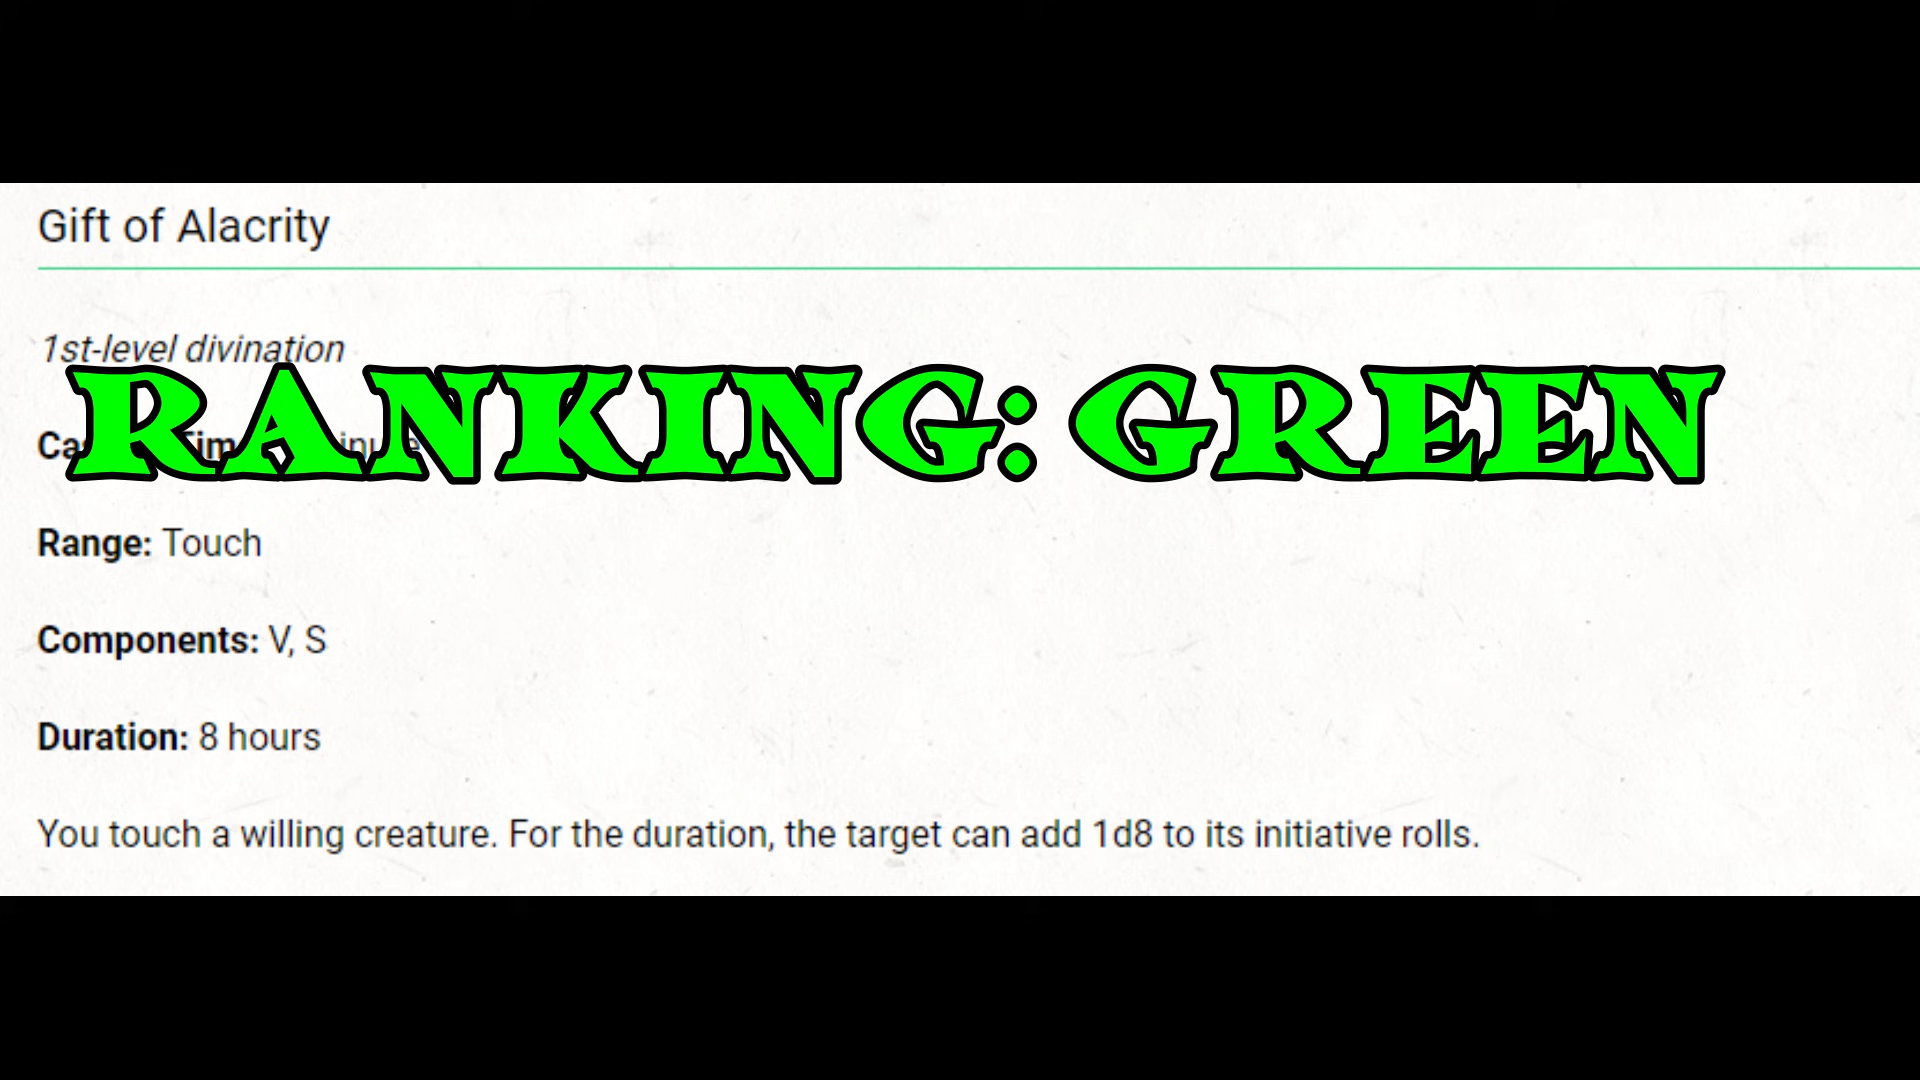 Gift of Alacrity
1st-level divination
RANKING: GREEN
Range: Touch
Components: V, S
Duration: 8 hours
You touch a willing creature. For the duration, the target can add 1d8 to its initiative rolls.